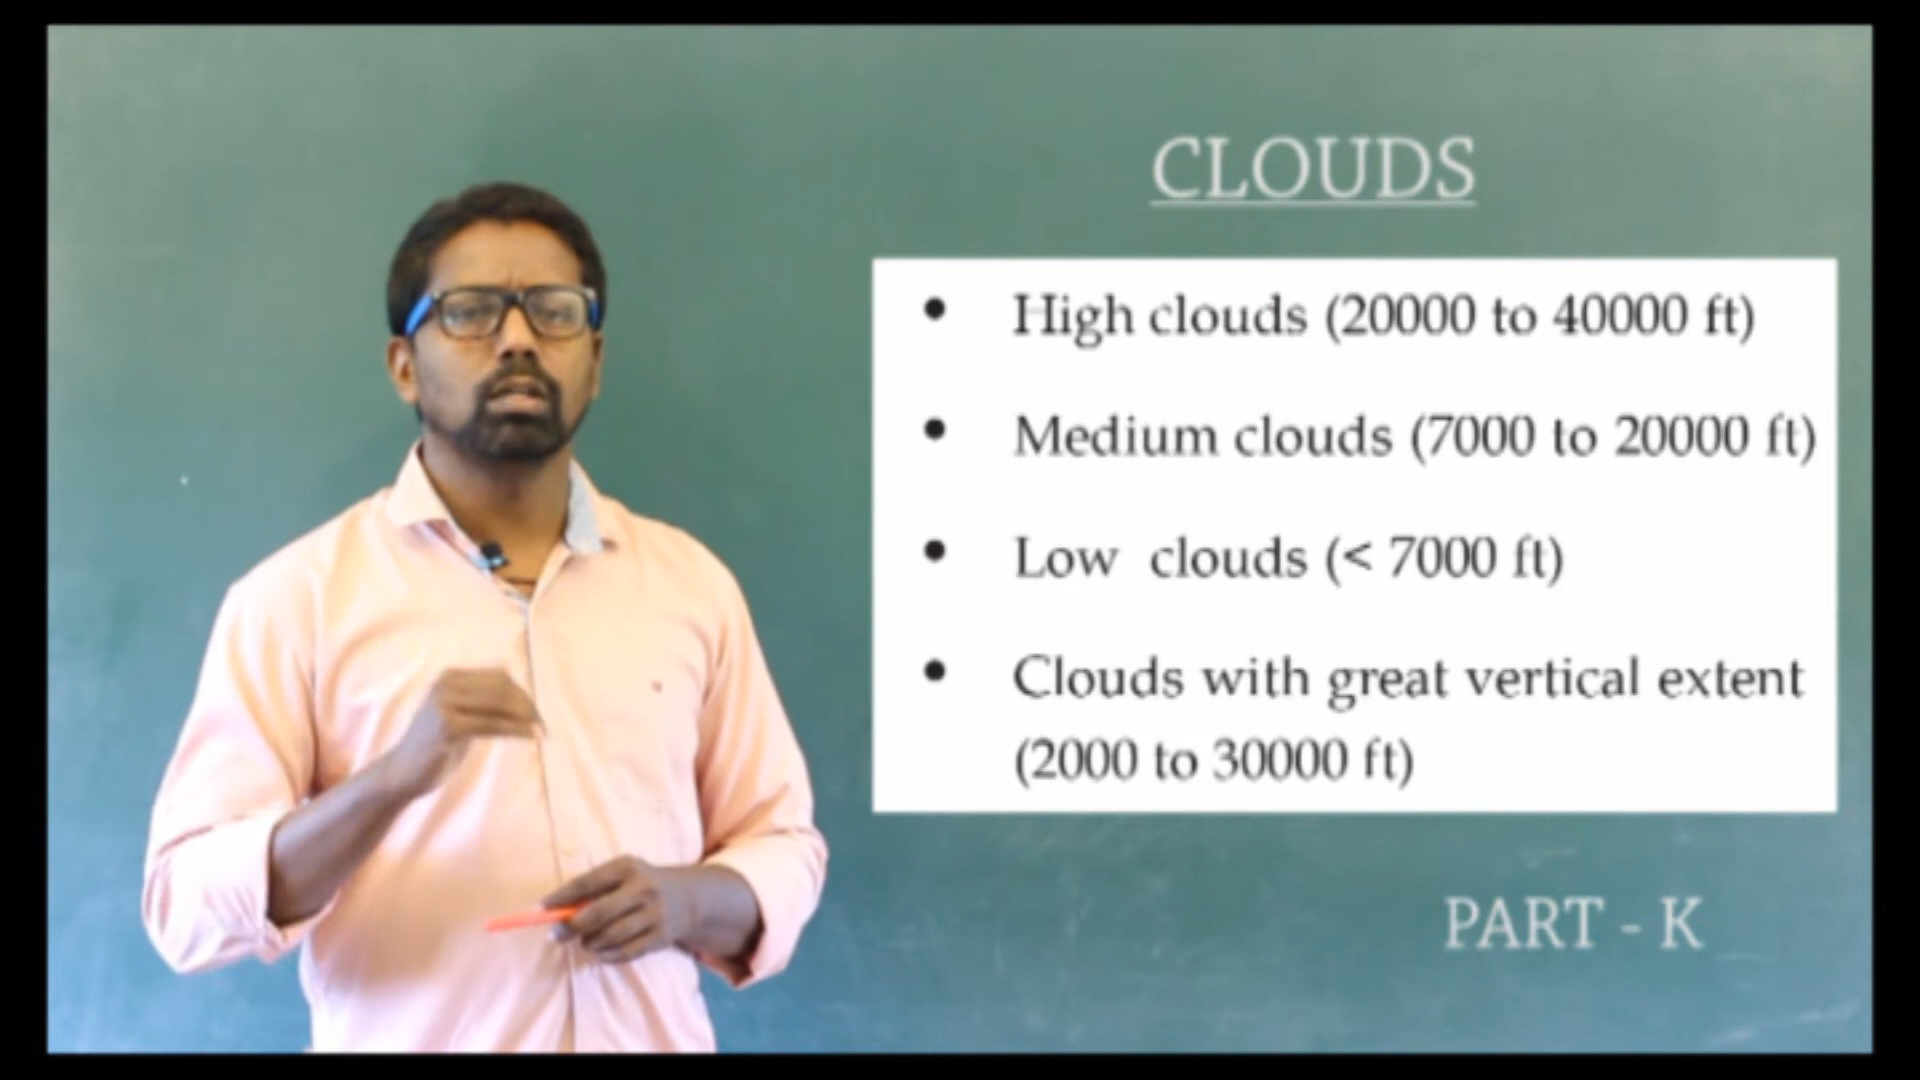 CLOUDS
• High clouds (20000 to 40000 ft)
• Medium clouds (7000 to 20000 ft)
• Low clouds (< 7000 ft)
• Clouds with great vertical extent
(2000 to 30000 ft)
PART - K